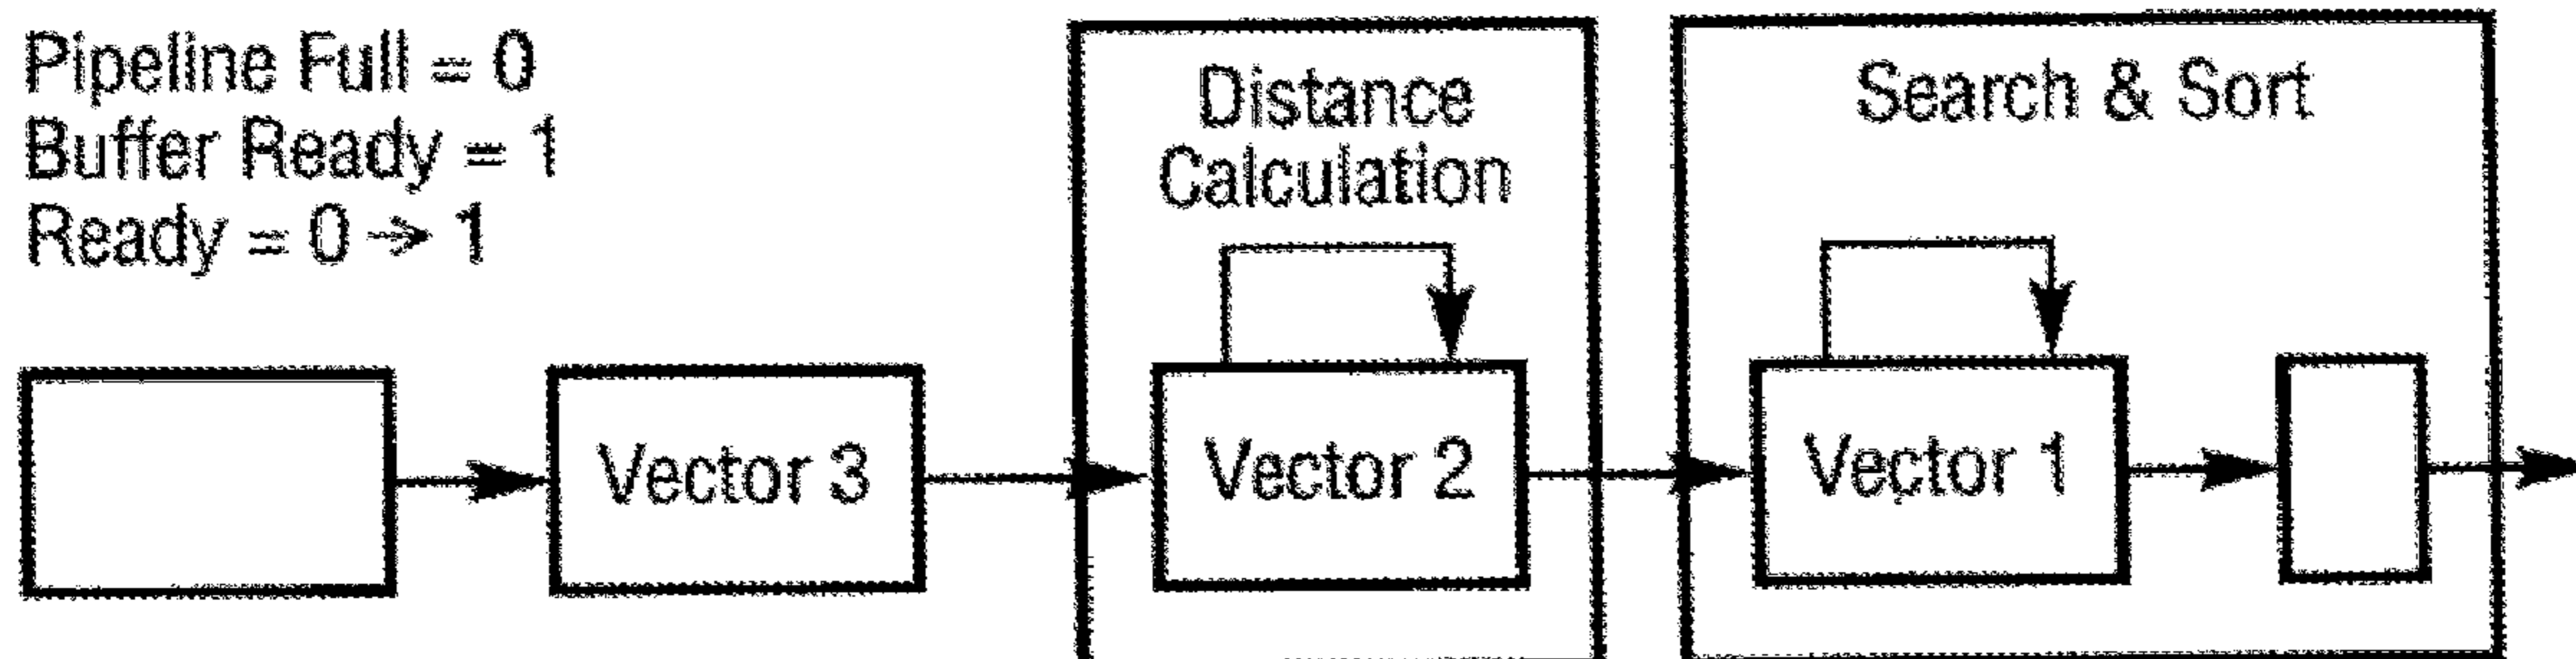 Pipeline Full = 0
Buffer Ready = 1
Ready = 0 → 1
Distance
Calculation
Search & Sort
Vector 3
Vector 2
Vector 1